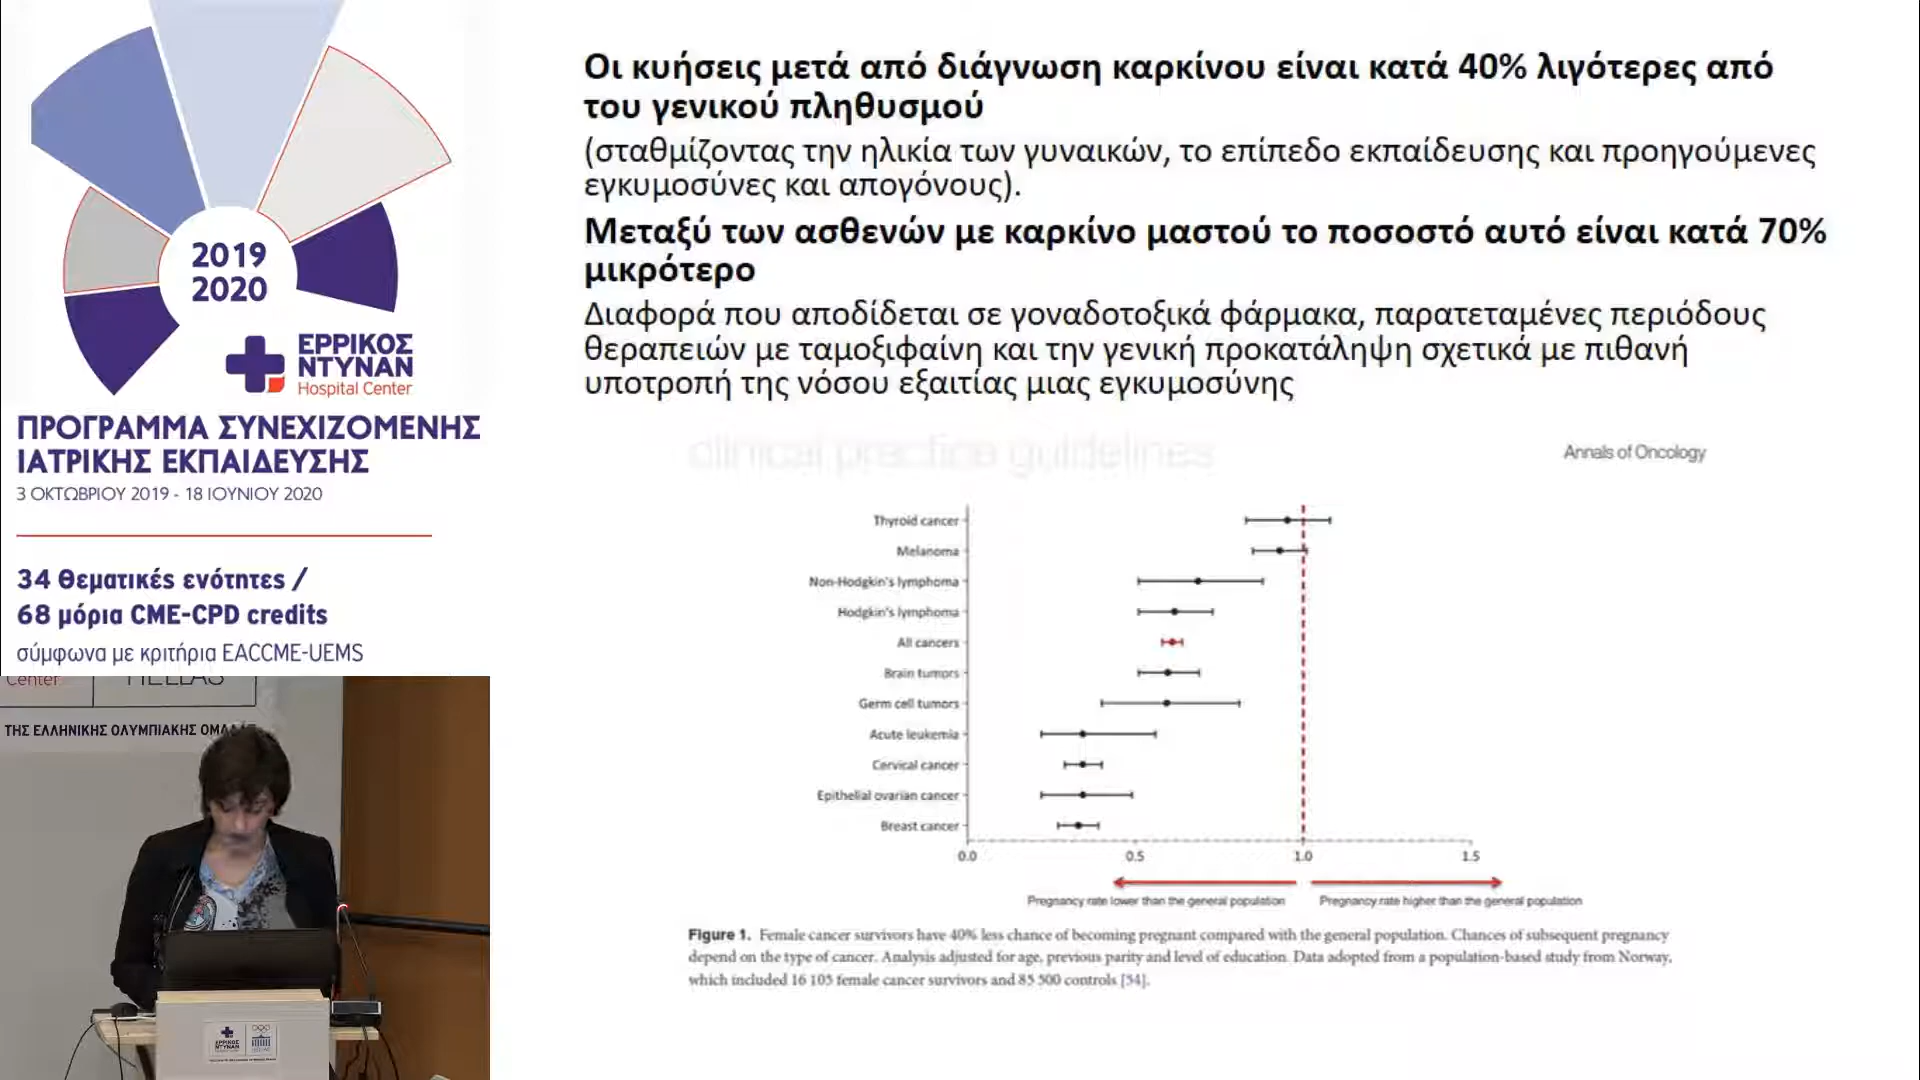 2019
2020
ΕΡΡΙΚΟΣ
ΝΤΥΝΑΝ
Hospital Center
ΠΡΟΓΡΑΜΜΑ ΣΥΝΕΧΙΖΟΜΕΝΗΣ
ΙΑΤΡΙΚΗΣ ΕΚΠΑΙΔΕΥΣΗΣ
3 ΟΚΤΩΒΡΙΟΥ 2019 - 18 ΙΟΥΝΙΟΥ 2020
34 θεματικές ενότητες /
68 μόρια CME-CPD credits
σύμφωνα με κριτήρια EACCME-UEMS
Center
HELLAS
ΤΗΣ ΕΛΛΗΝΙΚΗΣ ΟΛΥΜΠΙΑΚΗΣ
ΕΡΡΙΚΟΣ
ΝΤΥΝΑΝ
Οι κυήσεις μετά από διάγνωση καρκίνου είναι κατά 40% λιγότερες από
του γενικού πληθυσμού
(σταθμίζοντας την ηλικία των γυναικών, το επίπεδο εκπαίδευσης και προηγούμενες
εγκυμοσύνες και απογόνους).
Μεταξύ των ασθενών με καρκίνο μαστού το ποσοστό αυτό είναι κατά 70%
μικρότερο
Διαφορά που αποδίδεται σε γοναδοτοξικά φάρμακα, παρατεταμένες περιόδους
θεραπειών με ταμοξιφαίνη και την γενική προκατάληψη σχετικά με πιθανή
υποτροπή της νόσου εξαιτίας μιας εγκυμοσύνης
clinical practice guidelines
Annals of Oncology
Thyroid cancer
Melanoma
Non-Hodgkin's lymphoma
Hodgkin's lymphoma
All cancers
Brain tumors
Germ cell tumors
Acute leukemia
Cervical cancer
Epithelial ovarian cancer
Breast cancer
0.0 0.5 1.0 1.5
Pregnancy rate lower than the general population
Pregnancy rate higher than the general population
Figure 1. Female cancer survivors have 40% less chance of becoming pregnant compared with the general population. Chances of subsequent pregnancy
depend on the type of cancer. Analysis adjusted for age, previous parity and level of education. Data adopted from a population-based study from Norway,
which included 16 105 female cancer survivors and 85 500 controls [54].